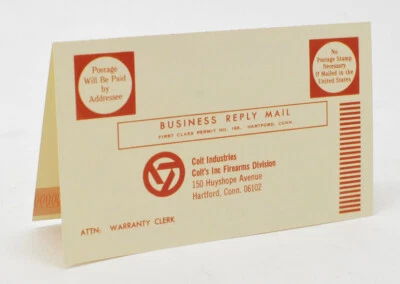 Postage
Will Be Paid
by
Addressee
No
Postage Stamp
Necessary
If Mailed in the
United States
BUSINESS REPLY MAIL
FIRST CLASS PERMIT NO. 195, HARTFORD, CONN.
Colt Industries
Colt's Inc Firearms Division
150 Huyshope Avenue
Hartford, Conn. 06102
ATTN: WARRANTY CLERK